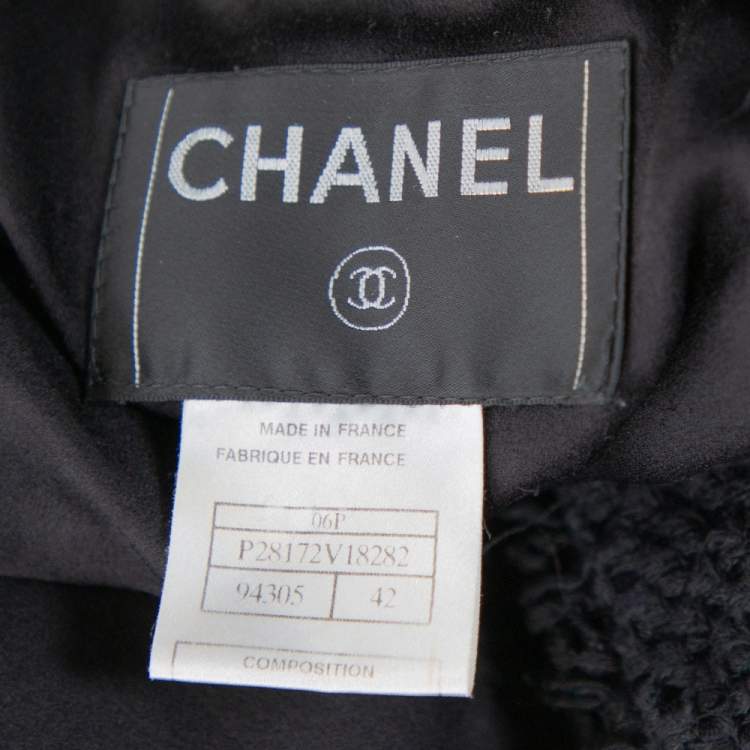 CHANEL
MADE IN FRANCE
FABRIQUE EN FRANCE
06P
P28172V18282
94305 42
COMPOSITION